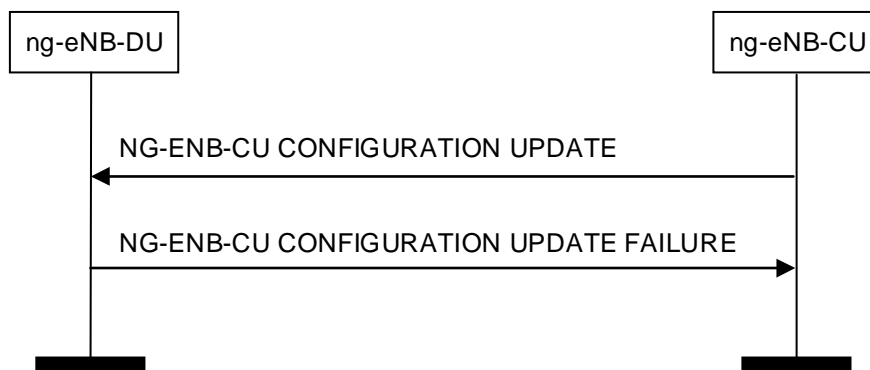 ng-eNB-DU
ng-eNB-CU
NG-ENB-CU CONFIGURATION UPDATE
NG-ENB-CU CONFIGURATION UPDATE FAILURE